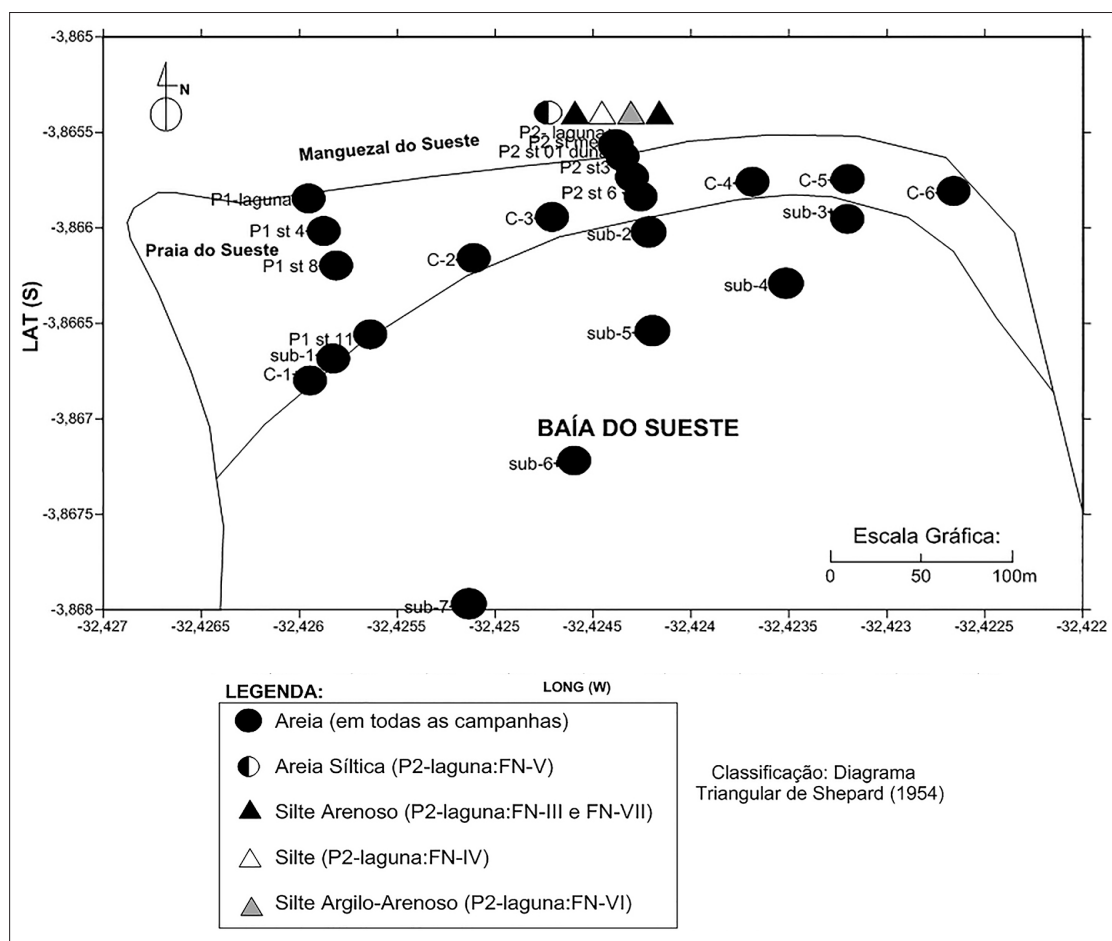 -3,865
N
-3,8655
P2- laguna
P2 st me
Manguezal do Sueste
P2 st 01 duna
P2 st3
C-4
C-5
C-6
P1-laguna
P2 st 6
C-3
sub-3
-3,866
P1 st 4
sub-2
Praia do Sueste
C-2
P1 st 8
sub-4
LAT (S)
-3,8665
P1 st 11
sub-5
sub-1
C-1
-3,867
BAÍA DO SUESTE
sub-6
-3,8675
Escala Gráfica:
0 50 100m
-3,868
sub-7
-32,427 -32,4265 -32,426 -32,4255 -32,425 -32,4245 -32,424 -32,4235 -32,423 -32,4225 -32,422
LONG (W)
LEGENDA:
Areia (em todas as campanhas)
Areia Síltica (P2-laguna:FN-V)
Silte Arenoso (P2-laguna:FN-III e FN-VII)
Silte (P2-laguna:FN-IV)
Silte Argilo-Arenoso (P2-laguna:FN-VI)
Classificação: Diagrama
Triangular de Shepard (1954)